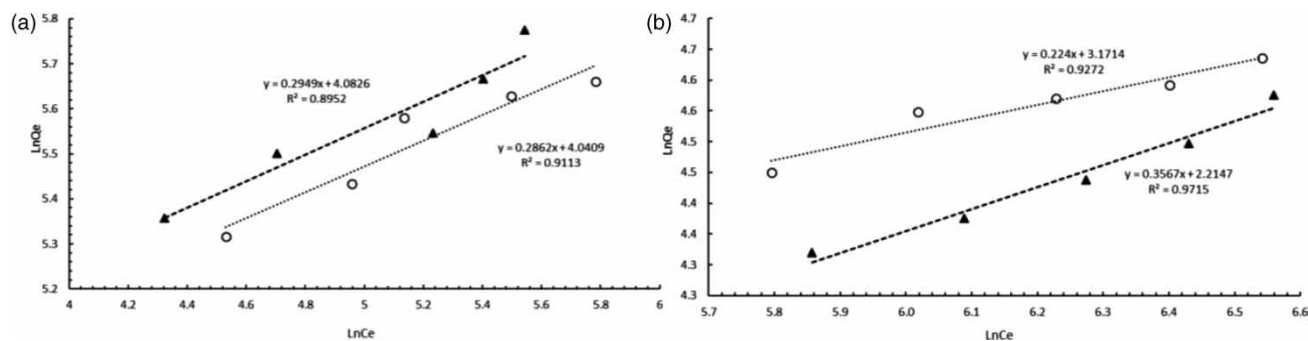 (a)
5.8
5.7
5.6
5.5
5.4
5.3
5.2
LnQe
y = 0.2949x + 4.0826
R² = 0.8952
y = 0.2862x + 4.0409
R² = 0.9113
4 4.2 4.4 4.6 4.8 5 5.2 5.4 5.6 5.8 6
LnCe
(b)
4.7
4.7
4.6
4.6
4.5
4.5
4.4
4.4
4.3
4.3
LnQe
y = 0.224x + 3.1714
R² = 0.9272
y = 0.3567x + 2.2147
R² = 0.9715
5.7 5.8 5.9 6.0 6.1 6.2 6.3 6.4 6.5 6.6
LnCe